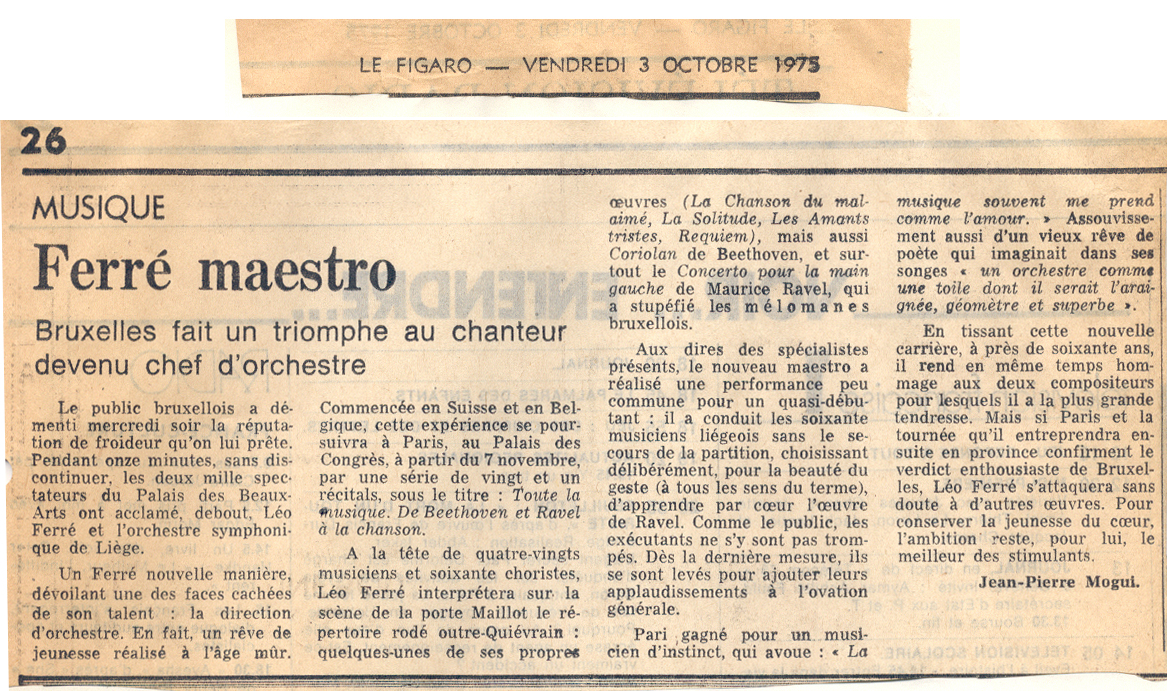 LE FIGARO — VENDREDI 3 OCTOBRE 1975
26
MUSIQUE
Ferré maestro
Bruxelles fait un triomphe au chanteur
devenu chef d'orchestre
Le public bruxellois a dé-
menti mercredi soir la réputa-
tion de froideur qu'on lui prête.
Pendant onze minutes, sans dis-
continuer, les deux mille spec-
tateurs du Palais des Beaux-
Arts ont acclamé, debout, Léo
Ferré et l'orchestre symphoni-
que de Liège.
Un Ferré nouvelle manière,
dévoilant une des faces cachées
de son talent : la direction
d'orchestre. En fait, un rêve de
jeunesse réalisé à l'âge mûr.
Commencée en Suisse et en Bel-
gique, cette expérience se pour-
suivra à Paris, au Palais des
Congrès, à partir du 7 novembre,
par une série de vingt et un
récitals, sous le titre : Toute la
musique. De Beethoven et Ravel
à la chanson.
A la tête de quatre-vingts
musiciens et soixante choristes,
Léo Ferré interprétera sur la
scène de la porte Maillot le ré-
pertoire rodé outre-Quiévrain :
quelques-unes de ses propres
œuvres (La Chanson du mal-
aimé, La Solitude, Les Amants
tristes, Requiem), mais aussi
Coriolan de Beethoven, et sur-
tout le Concerto pour la main
gauche de Maurice Ravel, qui
a stupéfié les mélomanes
bruxellois.
Aux dires des spécialistes
présents, le nouveau maestro a
réalisé une performance peu
commune pour un quasi-débu-
tant : il a conduit les soixante
musiciens liégeois sans le se-
cours de la partition, choisissant
délibérément, pour la beauté du
geste (à tous les sens du terme),
d'apprendre par cœur l'œuvre
de Ravel. Comme le public, les
exécutants ne s'y sont pas trom-
pés. Dès la dernière mesure, ils
se sont levés pour ajouter leurs
applaudissements à l'ovation
générale.
Pari gagné pour un musi-
cien d'instinct, qui avoue : « La
musique souvent me prend
comme l'amour. » Assouvisse-
ment aussi d'un vieux rêve de
poète qui imaginait dans ses
songes « un orchestre comme
une toile dont il serait l'arai-
gnée, géomètre et superbe ».
En tissant cette nouvelle
carrière, à près de soixante ans,
il rend en même temps hom-
mage aux deux compositeurs
pour lesquels il a la plus grande
tendresse. Mais si Paris et la
tournée qu'il entreprendra en-
suite en province confirment le
verdict enthousiaste de Bruxel-
les, Léo Ferré s'attaquera sans
doute à d'autres œuvres. Pour
conserver la jeunesse du cœur,
l'ambition reste, pour lui, le
meilleur des stimulants.
Jean-Pierre Mogui.